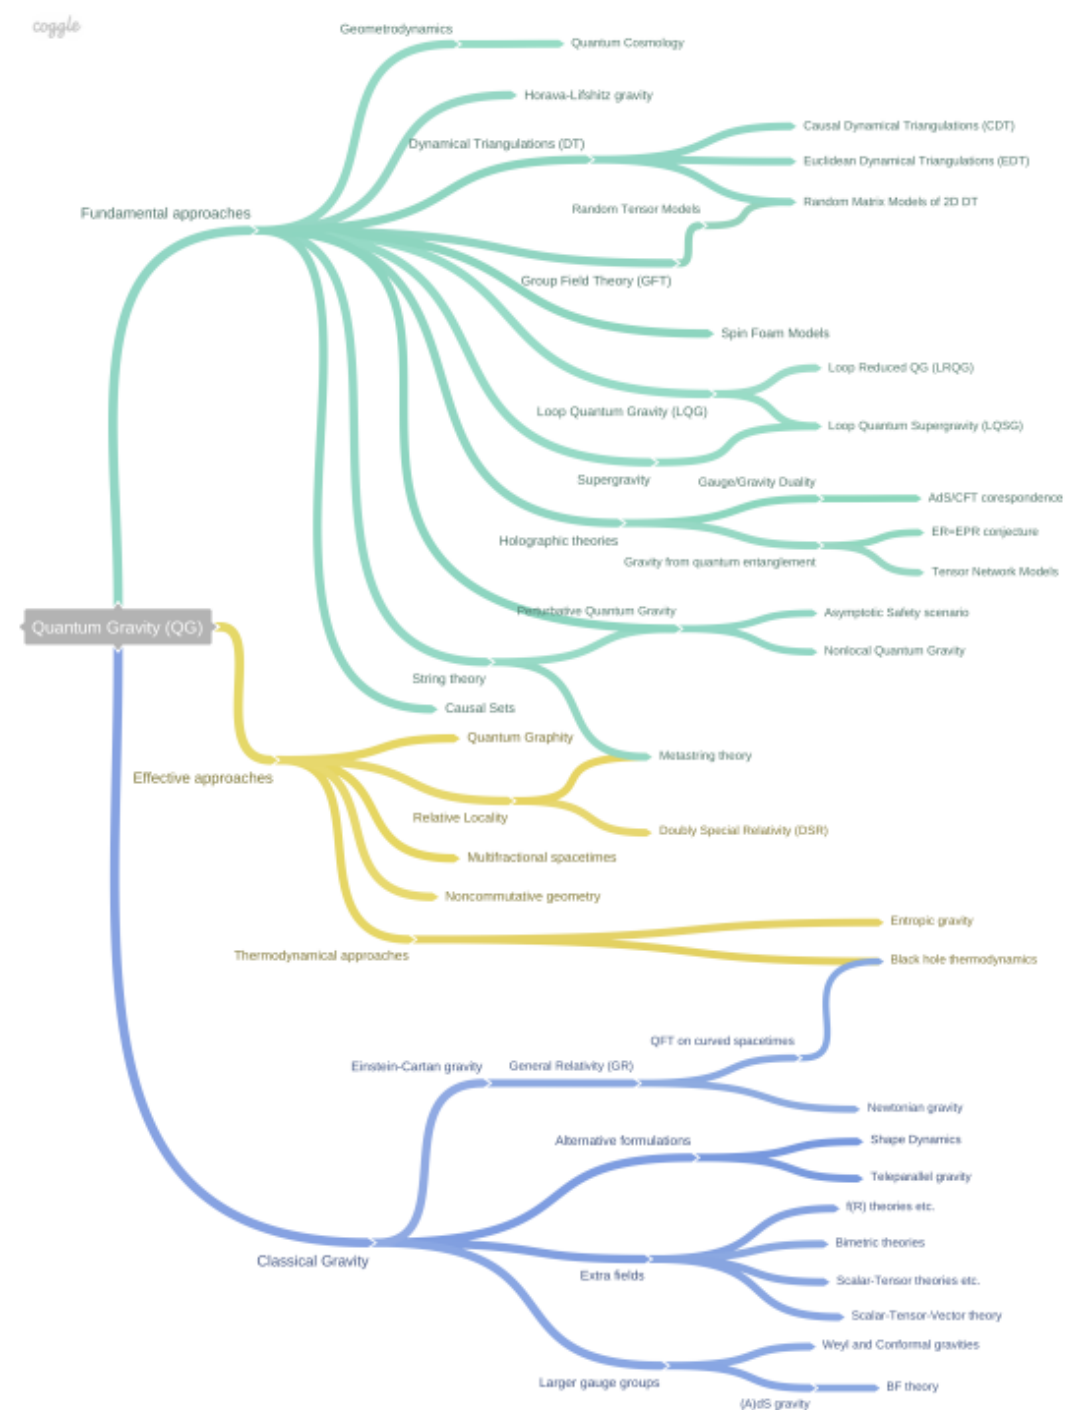 coggle
Geometrodynamics
Quantum Cosmology
Horava-Lifshitz gravity
Dynamical Triangulations (DT)
Causal Dynamical Triangulations (CDT)
Euclidean Dynamical Triangulations (EDT)
Random Matrix Models of 2D DT
Random Tensor Models
Fundamental approaches
Group Field Theory (GFT)
Spin Foam Models
Loop Reduced QG (LRQG)
Loop Quantum Gravity (LQG)
Loop Quantum Supergravity (LQSG)
Supergravity
Gauge/Gravity Duality
AdS/CFT corespondence
Holographic theories
ER=EPR conjecture
Gravity from quantum entanglement
Tensor Network Models
Perturbative Quantum Gravity
Asymptotic Safety scenario
Quantum Gravity (QG)
Nonlocal Quantum Gravity
String theory
Causal Sets
Quantum Graphity
Metastring theory
Effective approaches
Relative Locality
Doubly Special Relativity (DSR)
Multifractional spacetimes
Noncommutative geometry
Entropic gravity
Thermodynamical approaches
Black hole thermodynamics
QFT on curved spacetimes
Einstein-Cartan gravity
General Relativity (GR)
Newtonian gravity
Alternative formulations
Shape Dynamics
Teleparallel gravity
f(R) theories etc.
Bimetric theories
Classical Gravity
Extra fields
Scalar-Tensor theories etc.
Scalar-Tensor-Vector theory
Weyl and Conformal gravities
Larger gauge groups
BF theory
(A)dS gravity